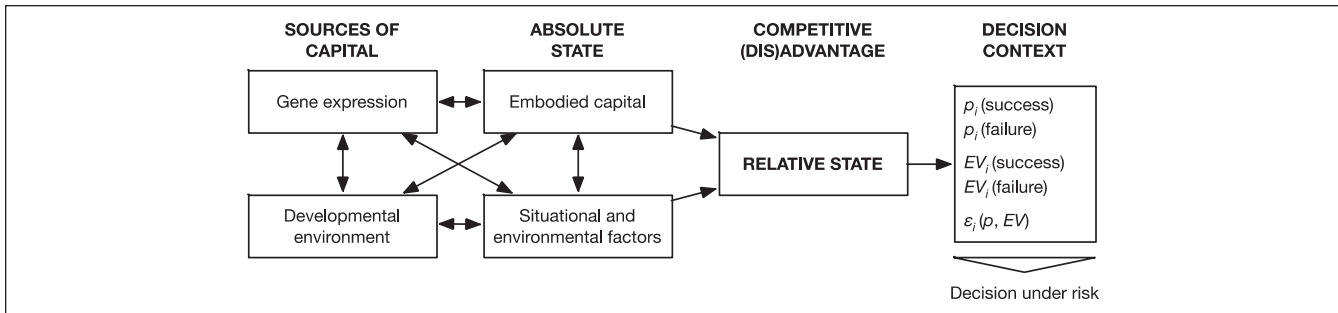 SOURCES OF
CAPITAL
ABSOLUTE
STATE
COMPETITIVE
(DIS)ADVANTAGE
DECISION
CONTEXT
Gene expression
Embodied capital
Developmental
environment
Situational and
environmental factors
RELATIVE STATE
p_i (success)
p_i (failure)
EV_i (success)
EV_i (failure)
ε_i (p, EV)
Decision under risk